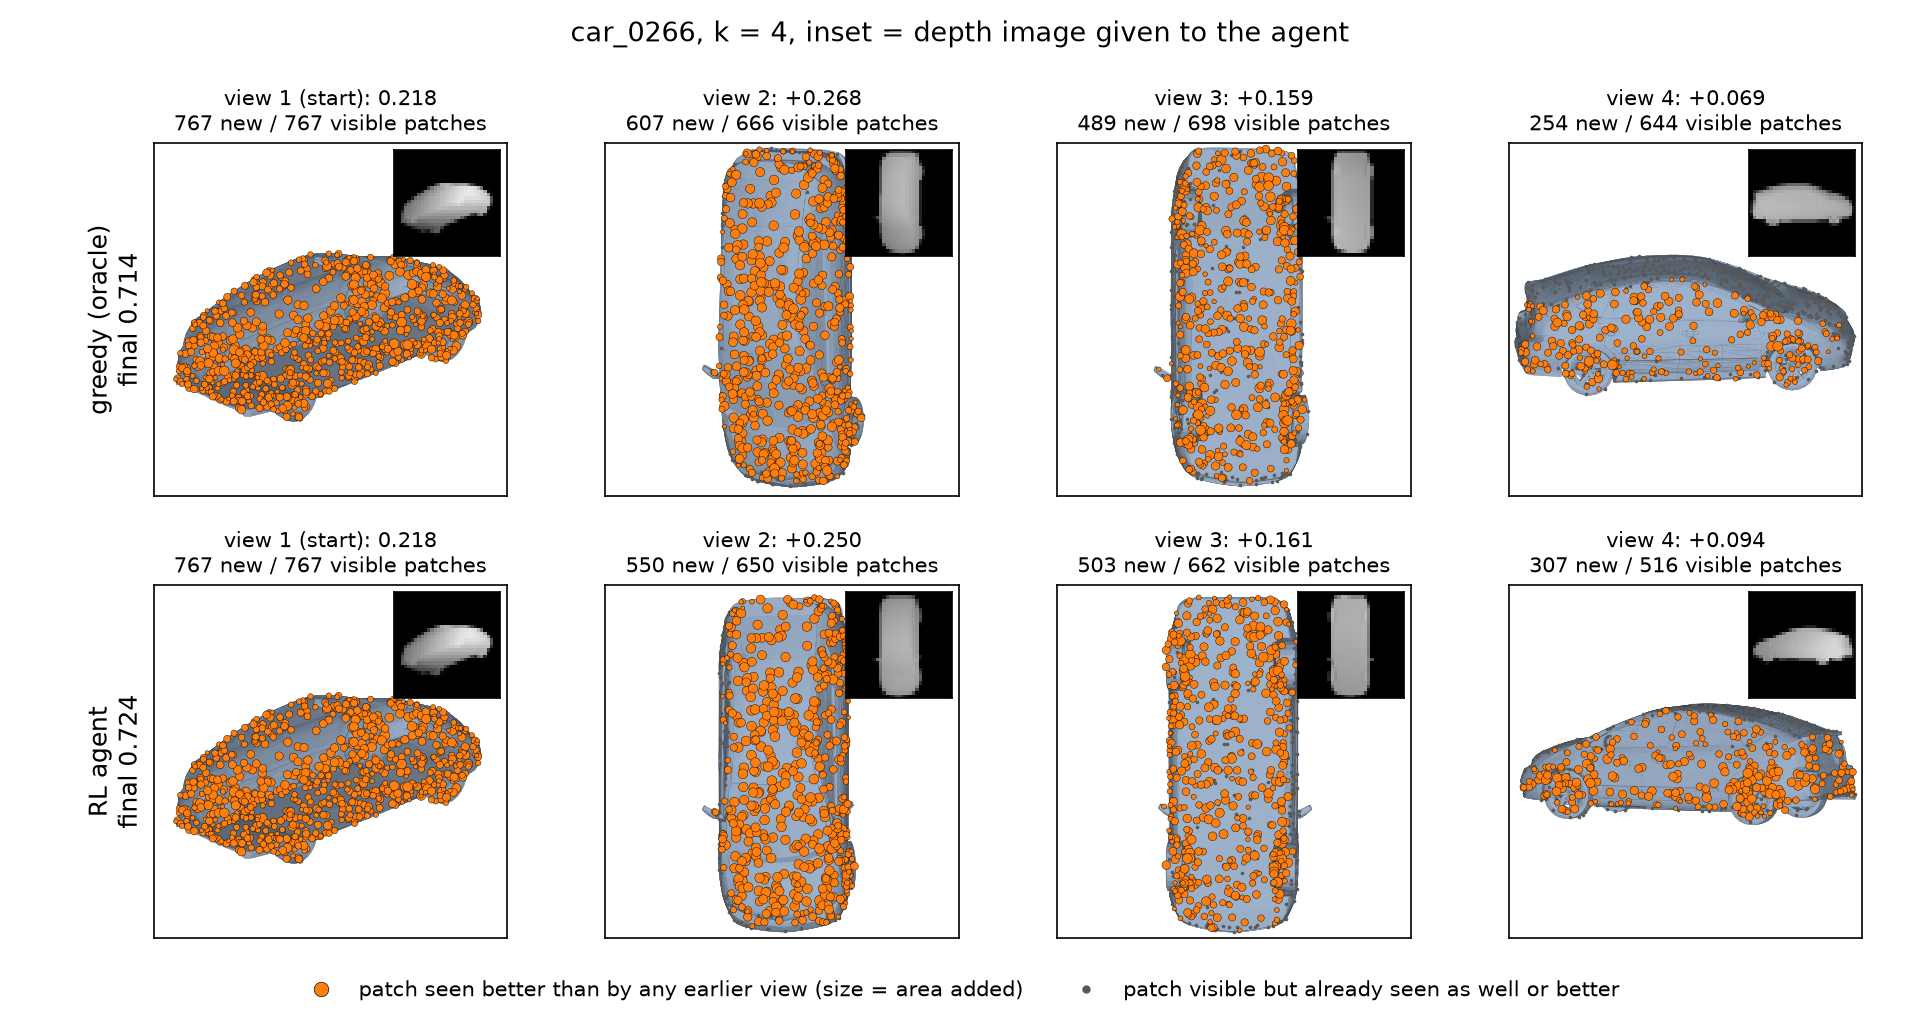 car_0266, k = 4, inset = depth image given to the agent
view 1 (start): 0.218
767 new / 767 visible patches
view 2: +0.268
607 new / 666 visible patches
view 3: +0.159
489 new / 698 visible patches
view 4: +0.069
254 new / 644 visible patches
greedy (oracle)
final 0.714
view 1 (start): 0.218
767 new / 767 visible patches
view 2: +0.250
550 new / 650 visible patches
view 3: +0.161
503 new / 662 visible patches
view 4: +0.094
307 new / 516 visible patches
RL agent
final 0.724
patch seen better than by any earlier view (size = area added)
patch visible but already seen as well or better